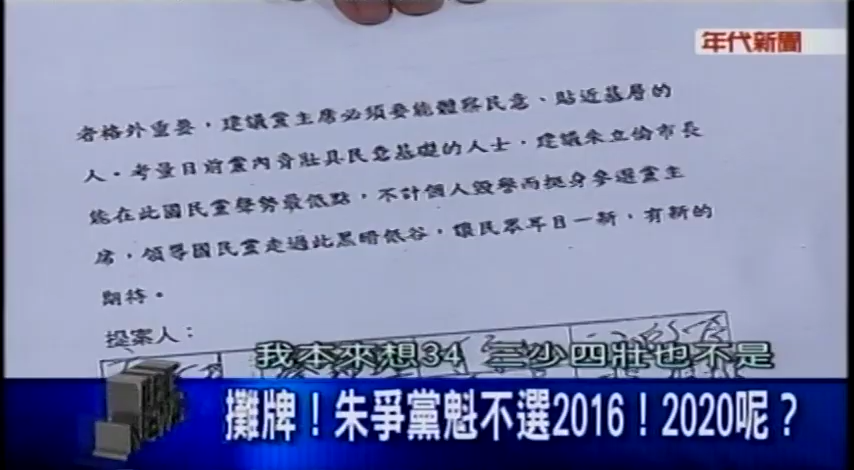 年代新聞
者格外重要，建議黨主席必須要能體察民意、貼近基層的
人。考量目前黨內青壯具民意基礎的人士，建議朱立倫市長
能在此國民黨聲勢最低點，不計個人毀譽而挺身參選黨主
席，領導國民黨走過此黑暗低谷，讓民眾耳目一新，有新的
期待。
提案人：
我本來想34 三少四壯也不是
攤牌！朱爭黨魁不選2016！2020呢？